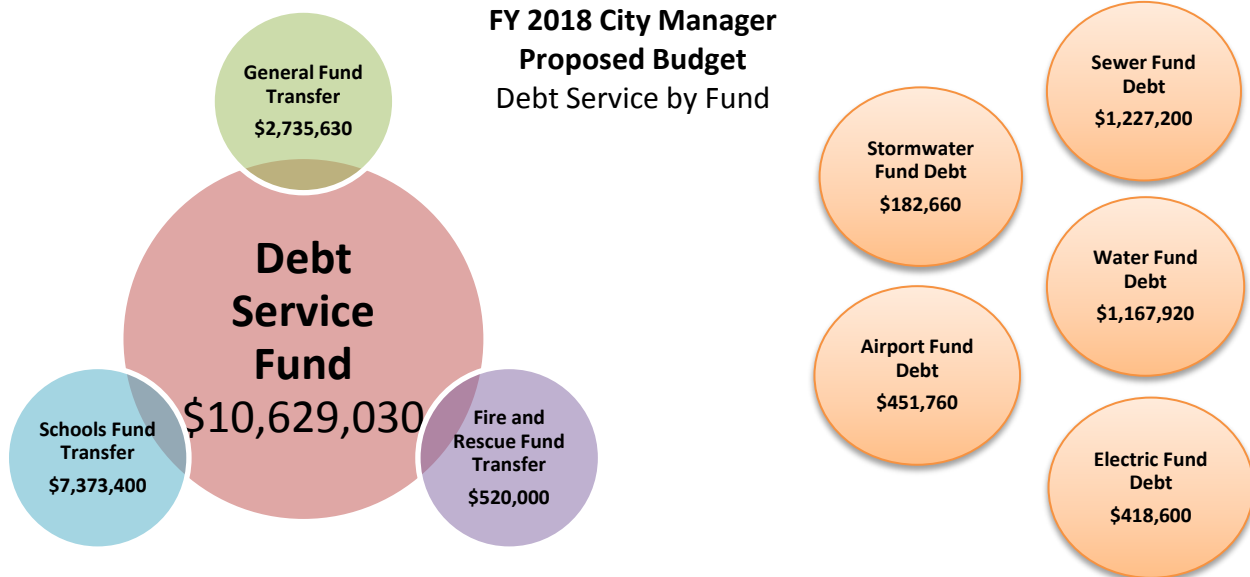 FY 2018 City Manager
Proposed Budget
Debt Service by Fund
General Fund
Transfer
$2,735,630
Debt
Service
Fund
$10,629,030
Schools Fund
Transfer
$7,373,400
Fire and
Rescue Fund
Transfer
$520,000
Stormwater
Fund Debt
$182,660
Airport Fund
Debt
$451,760
Sewer Fund
Debt
$1,227,200
Water Fund
Debt
$1,167,920
Electric Fund
Debt
$418,600